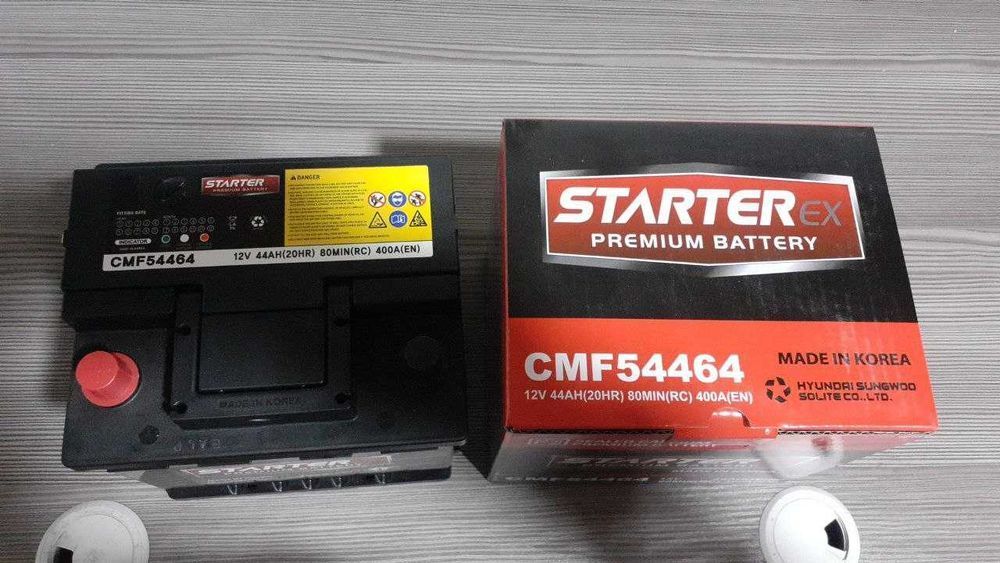 STARTER
PREMIUM BATTERY
DANGER
INDICATOR
CMF54464
12V 44AH(20HR) 80MIN(RC) 400A(EN)
MADE IN KOREA
STARTER EX
PREMIUM BATTERY
CMF54464
12V 44AH(20HR) 80MIN(RC) 400A(EN)
MADE IN KOREA
HYUNDAI SUNGWOO
SOLITE CO.,LTD.
STARTER